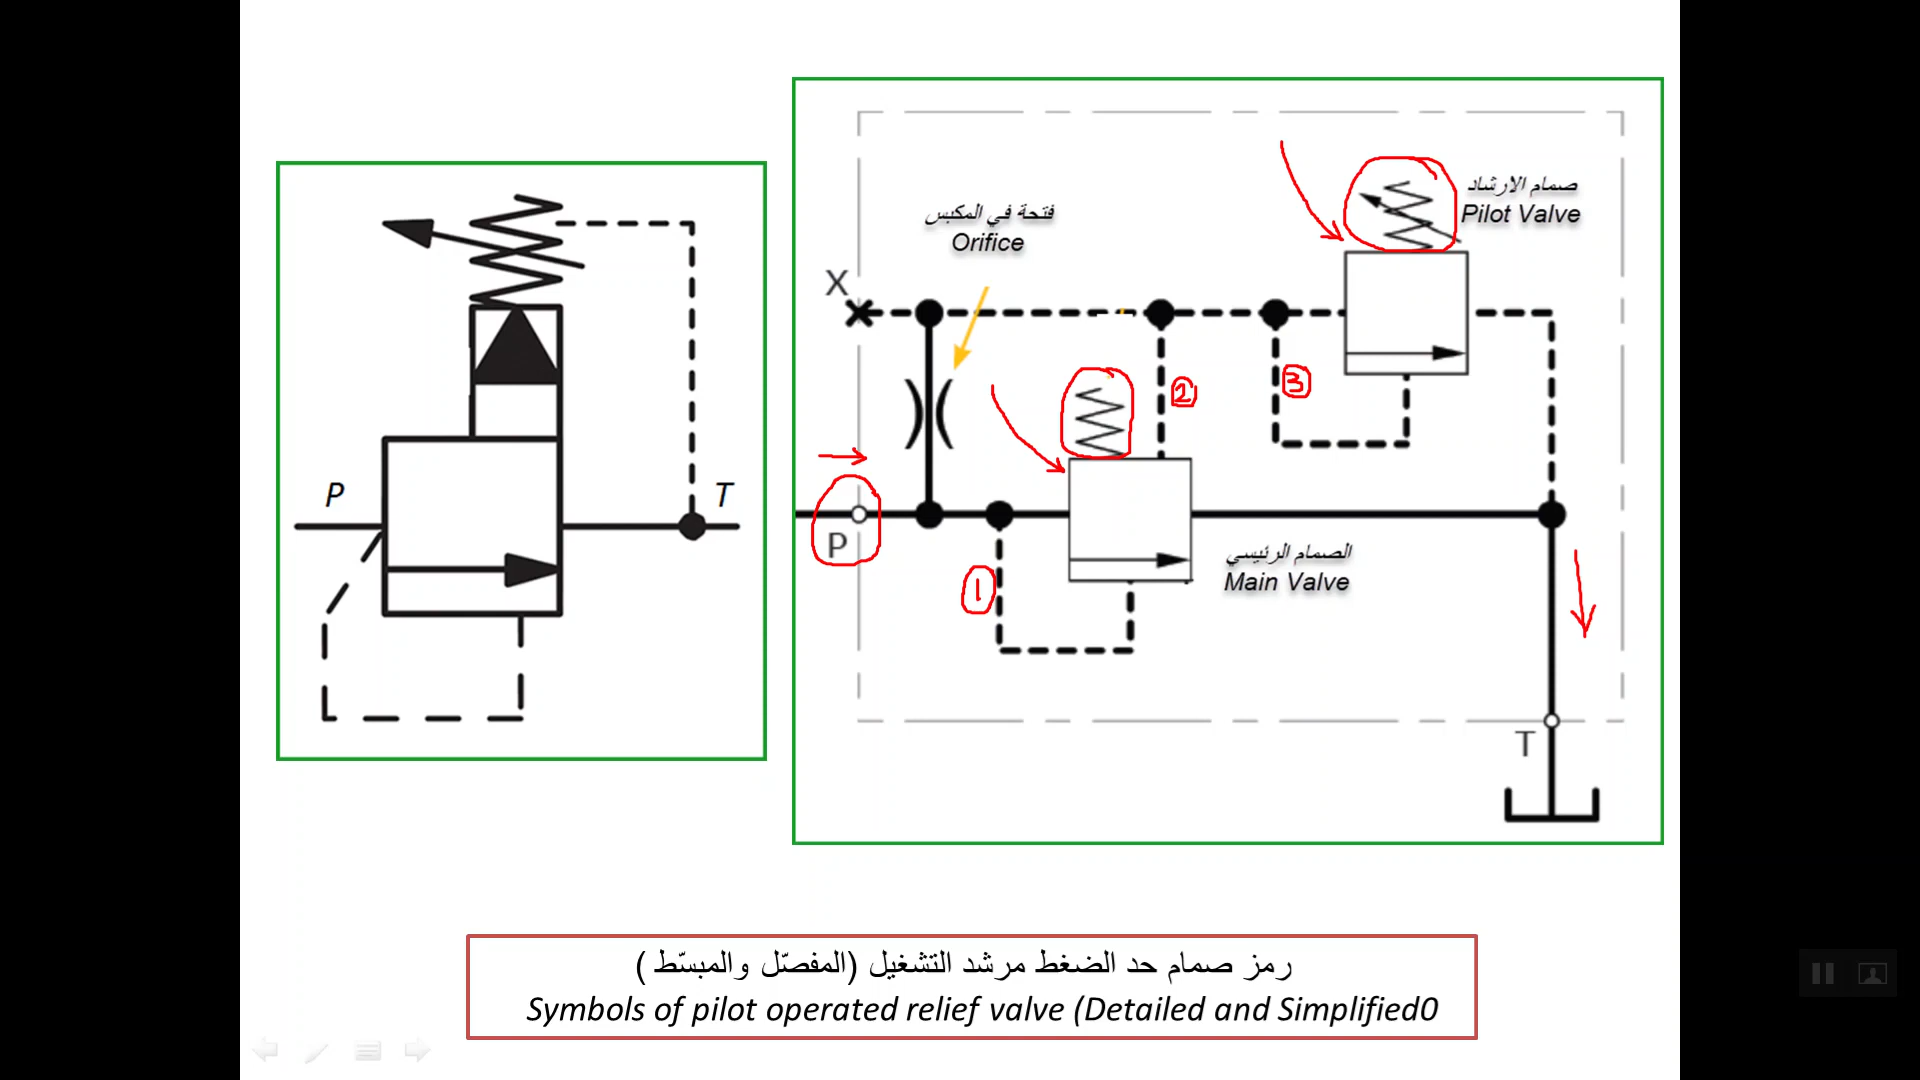 P
T
فتحة في المكبس
Orifice
صمام الارشاد
Pilot Valve
X
2
3
1
P
الصمام الرئيسي
Main Valve
T
رمز صمام حد الضغط مرشد التشغيل (المفصّل والمبسّط )
Symbols of pilot operated relief valve (Detailed and Simplified0